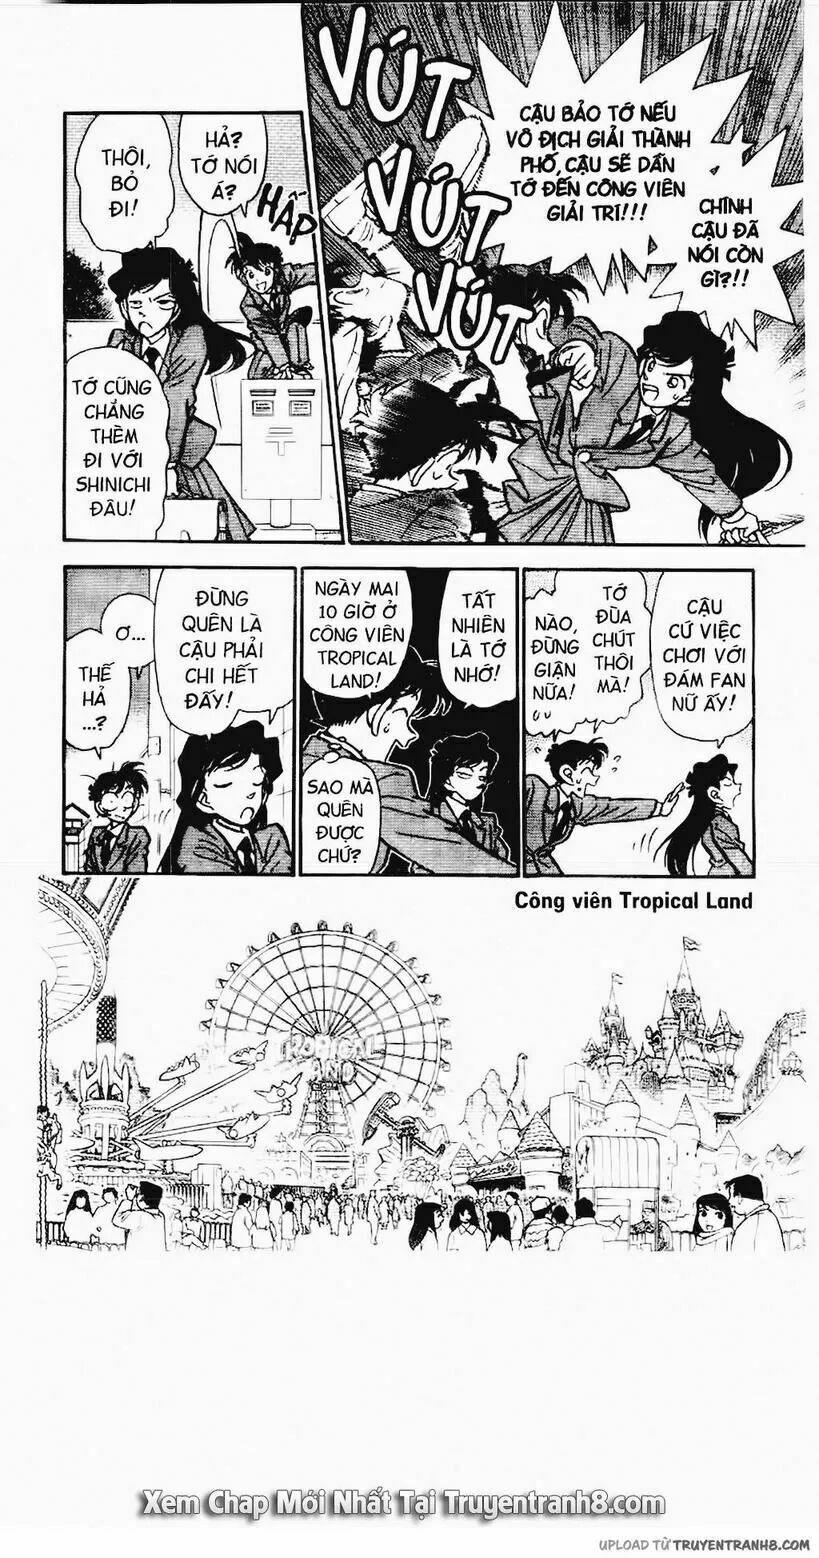 CẬU BẢO TỚ NẾU
VÔ ĐỊCH GIẢI THÀNH
PHỐ, CẬU SẼ DẪN
TỚ ĐẾN CÔNG VIÊN
GIẢI TRÍ!!!
CHÍNH
CẬU ĐÃ
NÓI CÒN
GÌ?!!
VÚT
VÚT
VÚT
HẢ?
TỚ NÓI
Á?
HẤP
THÔI,
BỎ
ĐI!
TỚ CŨNG
CHẲNG
THÈM
ĐI VỚI
SHINICHI
ĐÂU!
CẬU
CỨ VIỆC
CHƠI VỚI
ĐÁM FAN
NỮ ẤY!
TỚ
ĐÙA
CHÚT
THÔI
MÀ!
NÀO,
ĐỪNG
GIẬN
NỮA!
TẤT
NHIÊN
LÀ TỚ
NHỚ!
NGÀY MAI
10 GIỜ Ở
CÔNG VIÊN
TROPICAL
LAND!
SAO MÀ
QUÊN
ĐƯỢC
CHỨ?
ĐỪNG
QUÊN LÀ
CẬU PHẢI
CHI HẾT
ĐẤY!
Ơ...
THẾ
HẢ
...?
Công viên Tropical Land
TROPICAL
LAND
Xem Chap Mới Nhất Tại Truyentranh8.com
UPLOAD TỪ TRUYENTRANH8.COM